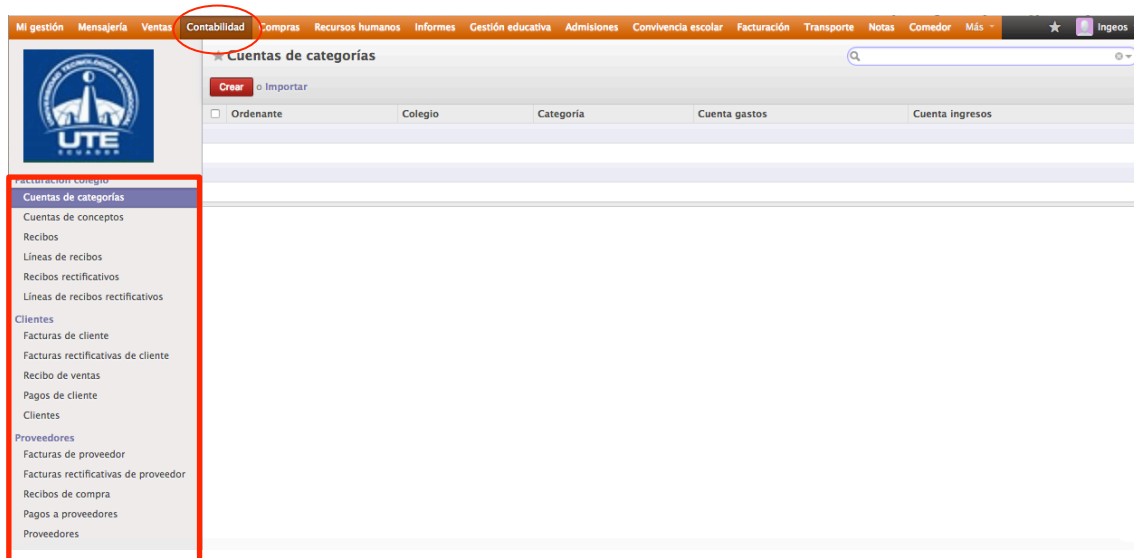 Mi gestión Mensajería Ventas Contabilidad Compras Recursos humanos Informes Gestión educativa Admisiones Convivencia escolar Facturación Transporte Notas Comedor Más Ingeos
UNIVERSIDAD TECNOLÓGICA EQUINOCCIAL
UTE
ECUADOR
Cuentas de categorías
Crear o Importar
Ordenante Colegio Categoría Cuenta gastos Cuenta ingresos
Facturación Colegio
Cuentas de categorías
Cuentas de conceptos
Recibos
Líneas de recibos
Recibos rectificativos
Líneas de recibos rectificativos
Clientes
Facturas de cliente
Facturas rectificativas de cliente
Recibo de ventas
Pagos de cliente
Clientes
Proveedores
Facturas de proveedor
Facturas rectificativas de proveedor
Recibos de compra
Pagos a proveedores
Proveedores